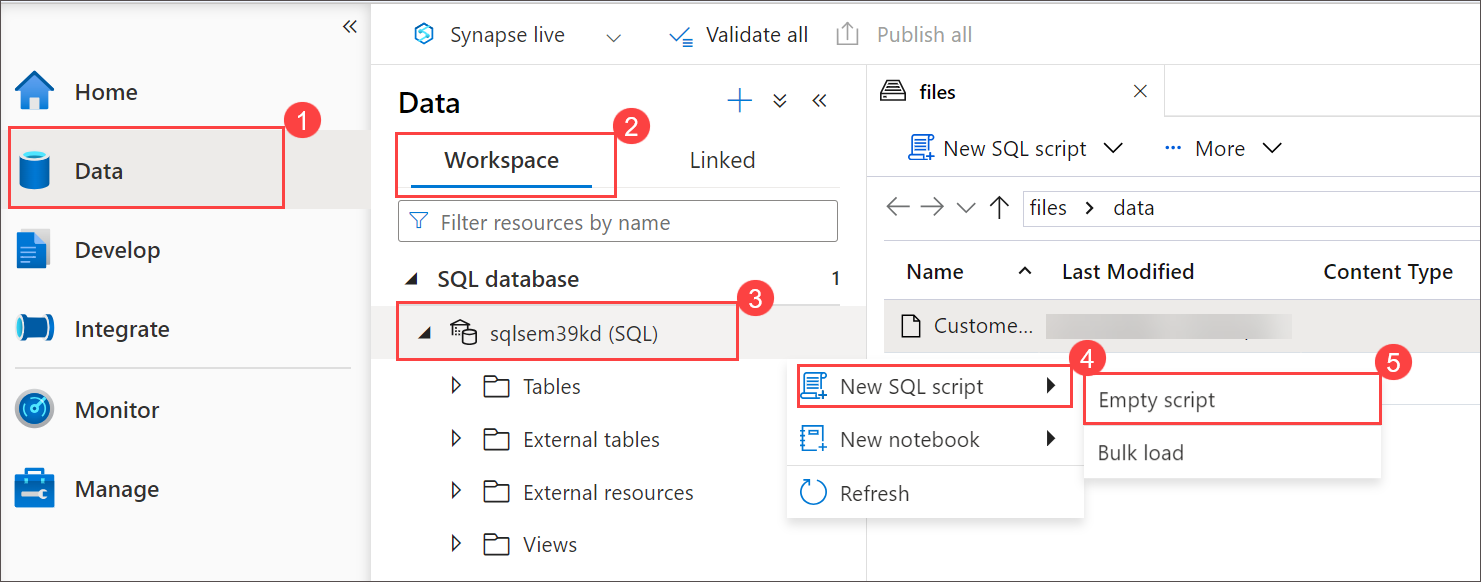 Synapse live
Validate all
Publish all
Home
1
Data
Develop
Integrate
Monitor
Manage
Data
Workspace
2
Linked
Filter resources by name
SQL database
1
3
sqlsem39kd (SQL)
Tables
External tables
External resources
Views
files
New SQL script
More
files
data
Name
Last Modified
Content Type
Custome...
4
New SQL script
New notebook
Refresh
5
Empty script
Bulk load